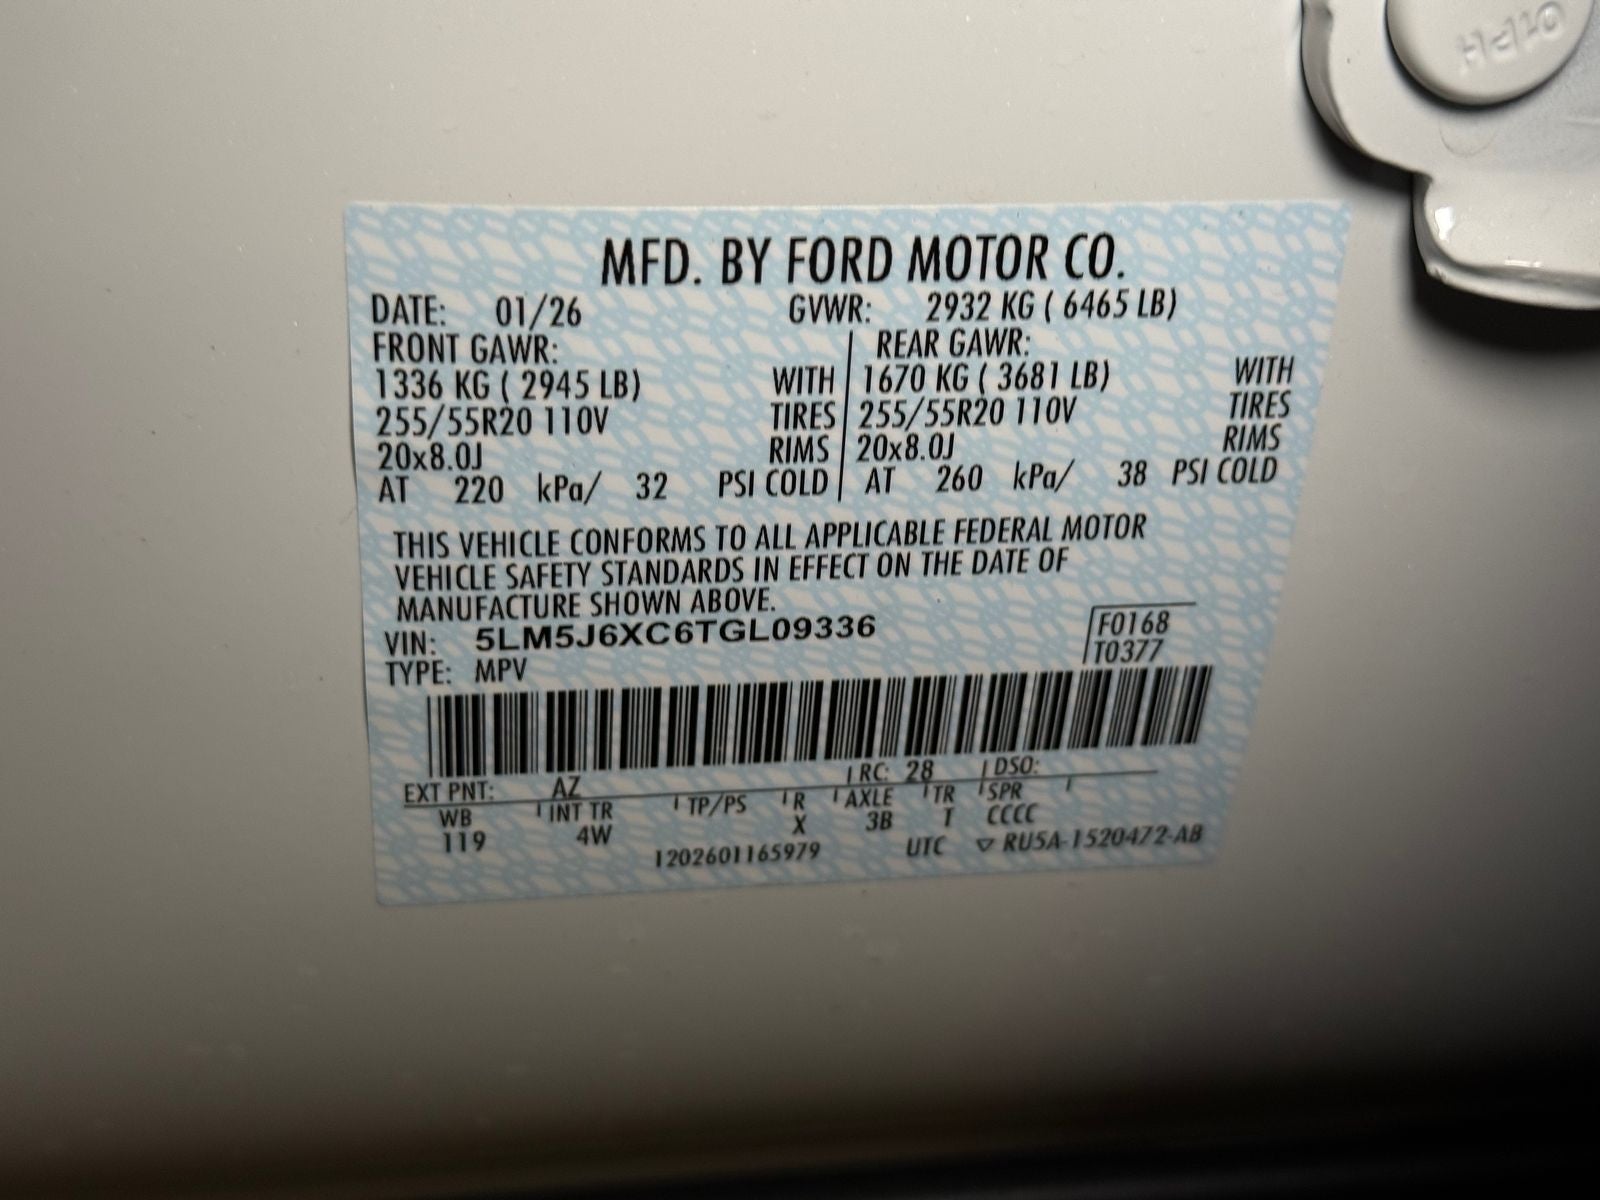 01PH
MFD. BY FORD MOTOR CO.
DATE: 01/26 GVWR: 2932 KG ( 6465 LB)
FRONT GAWR: REAR GAWR:
1336 KG ( 2945 LB) WITH 1670 KG ( 3681 LB) WITH
255/55R20 110V TIRES 255/55R20 110V TIRES
20x8.0J RIMS 20x8.0J RIMS
AT 220 kPa/ 32 PSI COLD AT 260 kPa/ 38 PSI COLD
THIS VEHICLE CONFORMS TO ALL APPLICABLE FEDERAL MOTOR
VEHICLE SAFETY STANDARDS IN EFFECT ON THE DATE OF
MANUFACTURE SHOWN ABOVE.
VIN: 5LM5J6XC6TGL09336 F0168
TYPE: MPV T0377
EXT PNT: AZ RC: 28 DSO:
WB INT TR TP/PS R AXLE TR SPR
119 4W X 3B T CCCC
1202601165979 UTC ▽ RU5A-1520472-AB